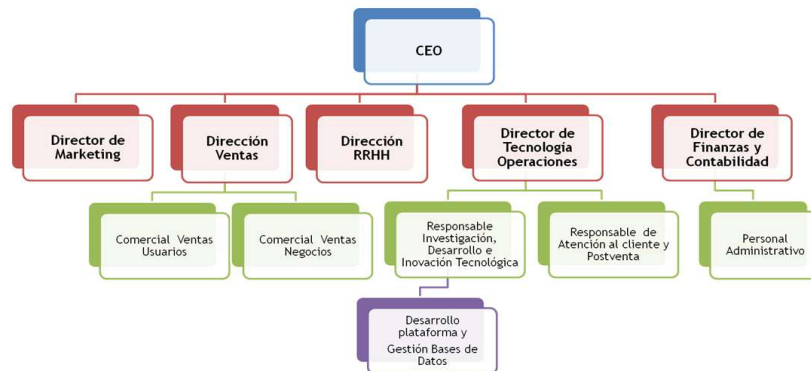 CEO
Director de
Marketing
Dirección
Ventas
Dirección
RRHH
Director de
Tecnología
Operaciones
Director de
Finanzas y
Contabilidad
Comercial Ventas
Usuarios
Comercial Ventas
Negocios
Responsable
Investigación,
Desarrollo e
Inovación Tecnológica
Responsable de
Atención al cliente y
Postventa
Personal
Administrativo
Desarrollo
plataforma y
Gestión Bases de
Datos